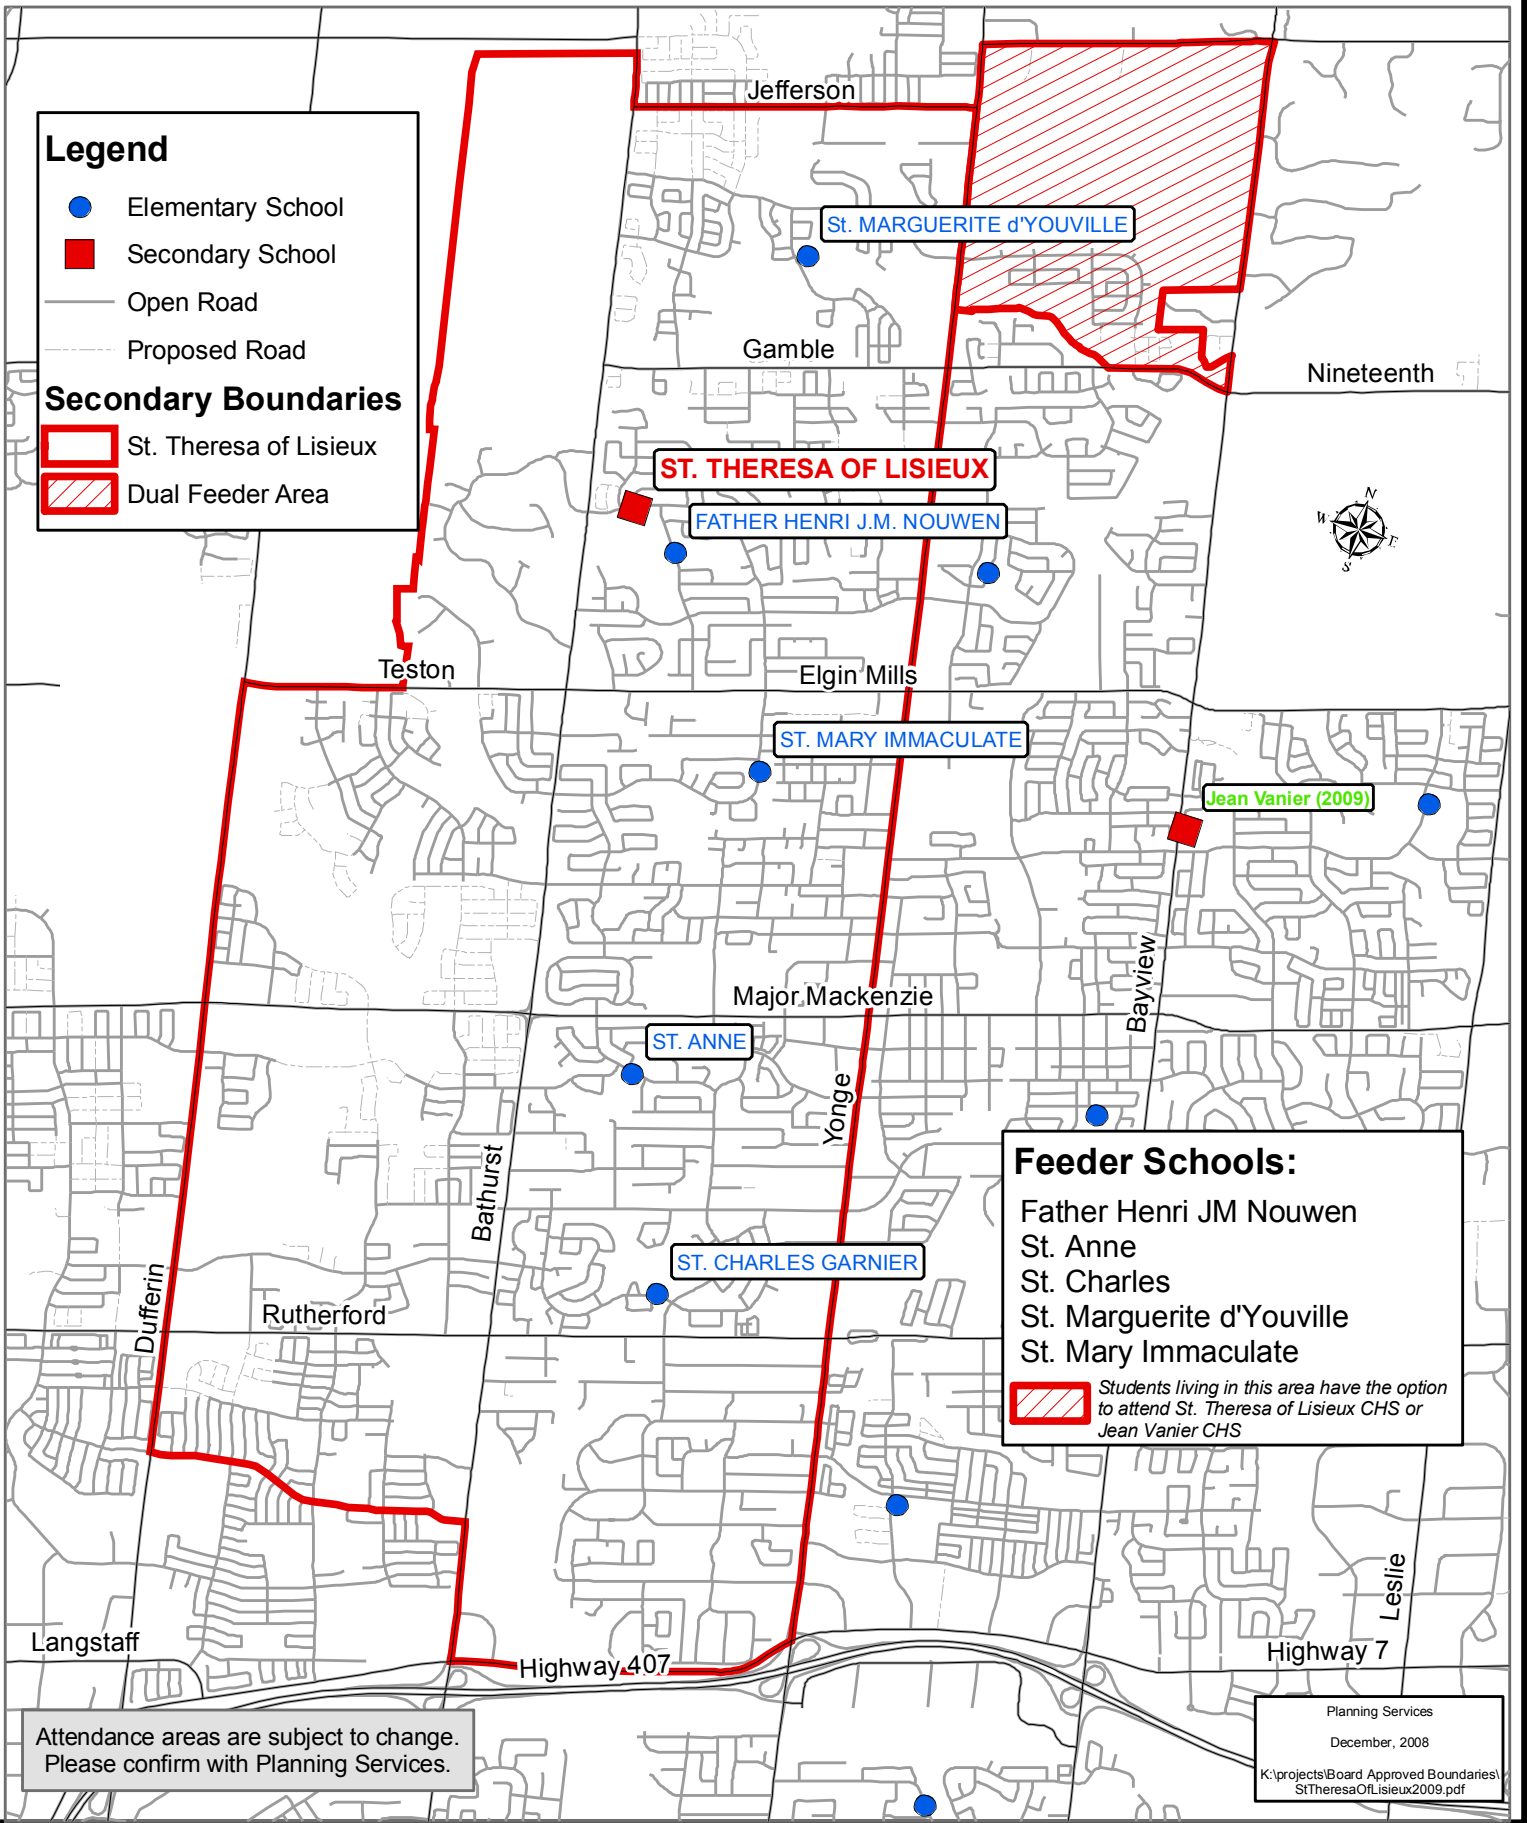 Jefferson
Legend
Elementary School
Secondary School
Open Road
Proposed Road
Secondary Boundaries
St. Theresa of Lisieux
Dual Feeder Area
St. MARGUERITE d'YOUVILLE
Gamble
Nineteenth
ST. THERESA OF LISIEUX
FATHER HENRI J.M. NOUWEN
N
W
E
S
Teston
Elgin Mills
ST. MARY IMMACULATE
Jean Vanier (2009)
Bayview
Major Mackenzie
ST. ANNE
Yonge
Bathurst
ST. CHARLES GARNIER
Dufferin
Rutherford
Feeder Schools:
Father Henri JM Nouwen
St. Anne
St. Charles
St. Marguerite d'Youville
St. Mary Immaculate
Students living in this area have the option
to attend St. Theresa of Lisieux CHS or
Jean Vanier CHS
Leslie
Langstaff
Highway 407
Highway 7
Attendance areas are subject to change.
Please confirm with Planning Services.
Planning Services
December, 2008
K:\projects\Board Approved Boundaries\
StTheresaOfLisieux2009.pdf